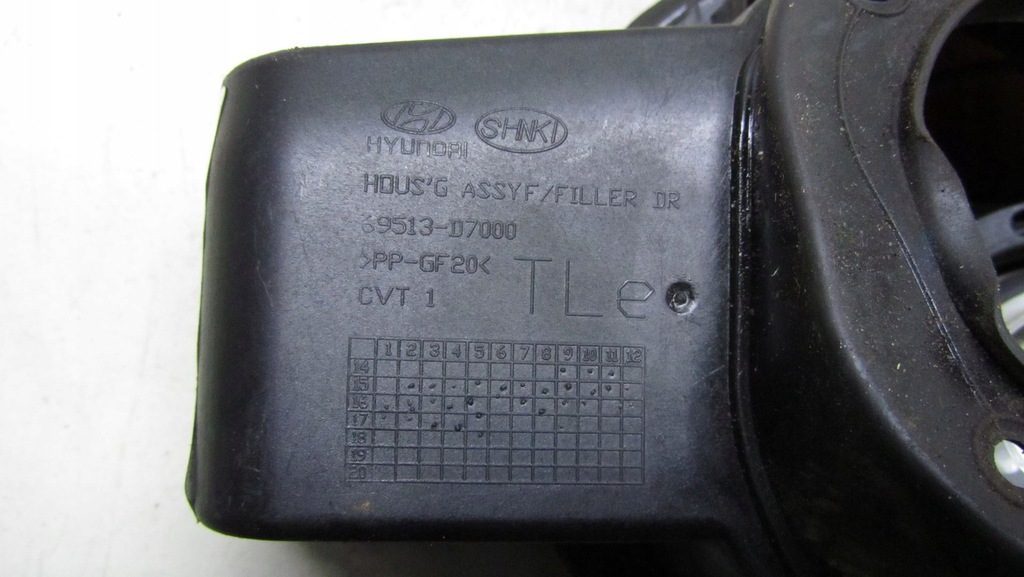 SHNKI
HYUNDAI
HOUS'G ASSYF/FILLER DR
69513-D7000
>PP-GF20<
CVT 1
TLe
1 2 3 4 5 6 7 8 9 10 11 12
14
15
16
17
18
19
20